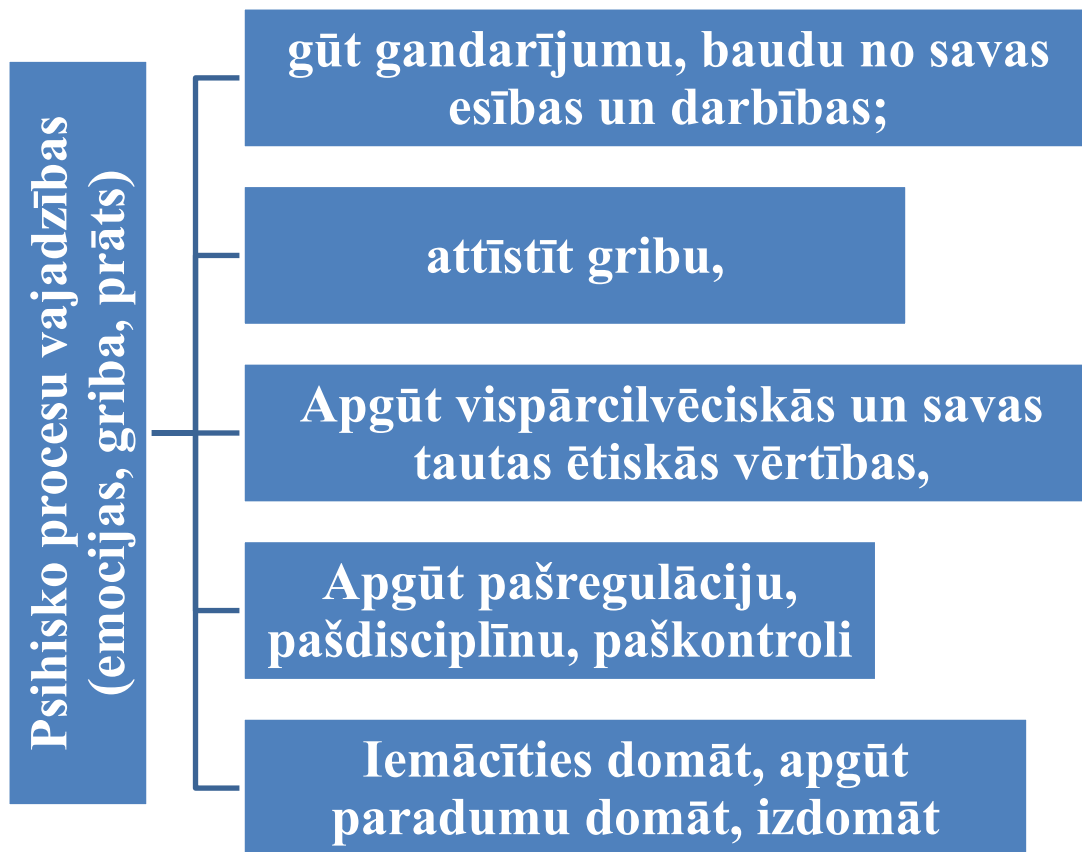 Psihisko procesu vajadzības
(emocijas, griba, prāts)
gūt gandarījumu, baudu no savas
esības un darbības;
attīstīt gribu,
Apgūt vispārcilvēciskās un savas
tautas ētiskās vērtības,
Apgūt pašregulāciju,
pašdisciplīnu, paškontroli
Iemācīties domāt, apgūt
paradumu domāt, izdomāt